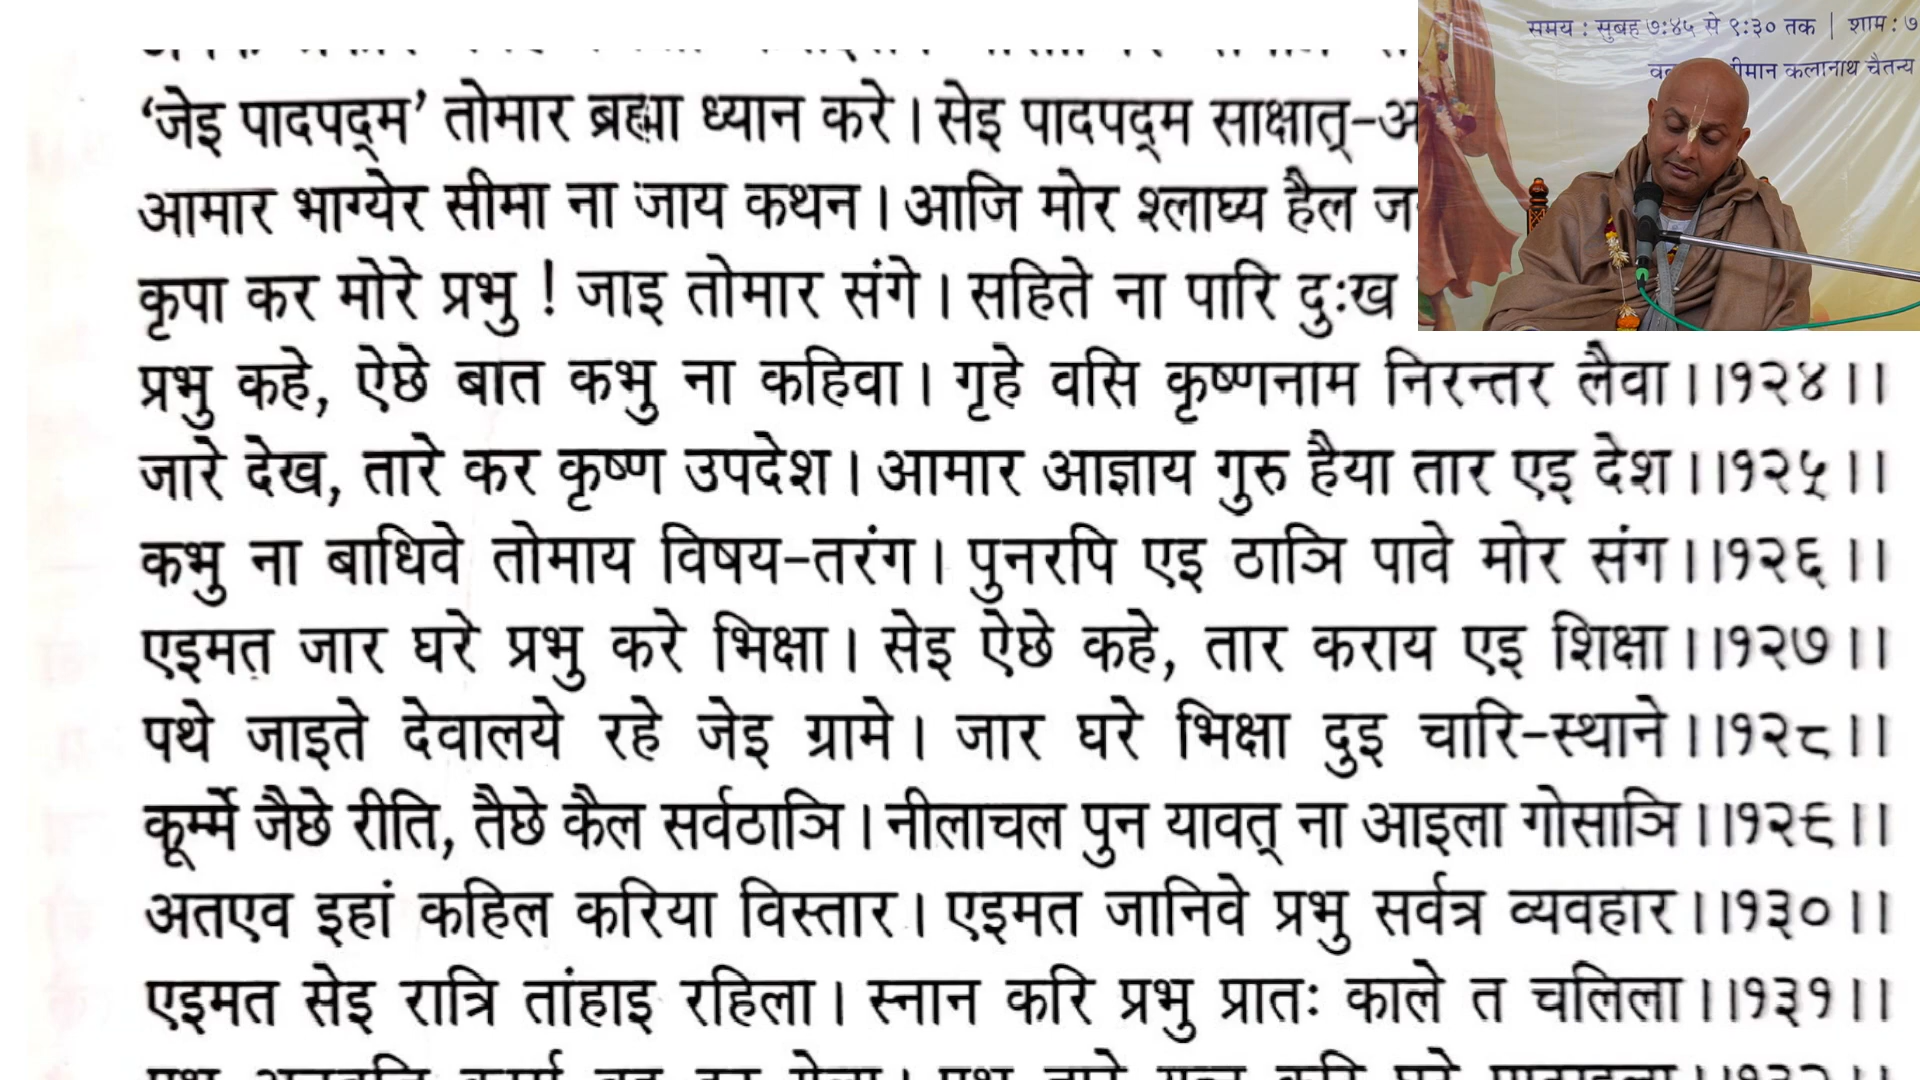 ‘जेइ पादपद्म’ तोमार ब्रह्मा ध्यान करे। सेइ पादपद्म साक्षात्-
आमार भाग्येर सीमा ना जाय कथन। आजि मोर श्लाघ्य हैल
कृपा कर मोरे प्रभु ! जाइ तोमार संगे। सहिते ना पारि दुःख
प्रभु कहे, ऐछे बात कभु ना कहिवा। गृहे वसि कृष्णनाम निरन्तर लैवा।।१२४।।
जारे देख, तारे कर कृष्ण उपदेश। आमार आज्ञाय गुरु हैया तार एइ देश।।१२५।।
कभु ना बाधिवे तोमाय विषय-तरंग। पुनरपि एइ ठाञि पावे मोर संग।।१२६।।
एइमत जार घरे प्रभु करे भिक्षा। सेइ ऐछे कहे, तार कराय एइ शिक्षा।।१२७।।
पथे जाइते देवालये रहे जेइ ग्रामे। जार घरे भिक्षा दुइ चारि-स्थाने।।१२८।।
कूर्म्मे जैछे रीति, तैछे कैल सर्वठाञि। नीलाचल पुन यावत् ना आइला गोसाञि।।१२९।।
अतएव इहां कहिल करिया विस्तार। एइमत जानिवे प्रभु सर्वत्र व्यवहार।।१३०।।
एइमत सेइ रात्रि तांहाइ रहिला। स्नान करि प्रभु प्रातः काले त चलिला।।१३१।।
समय : सुबह ७:४५ से ९:३० तक | शाम : ७
कलानाथ चैतन्य